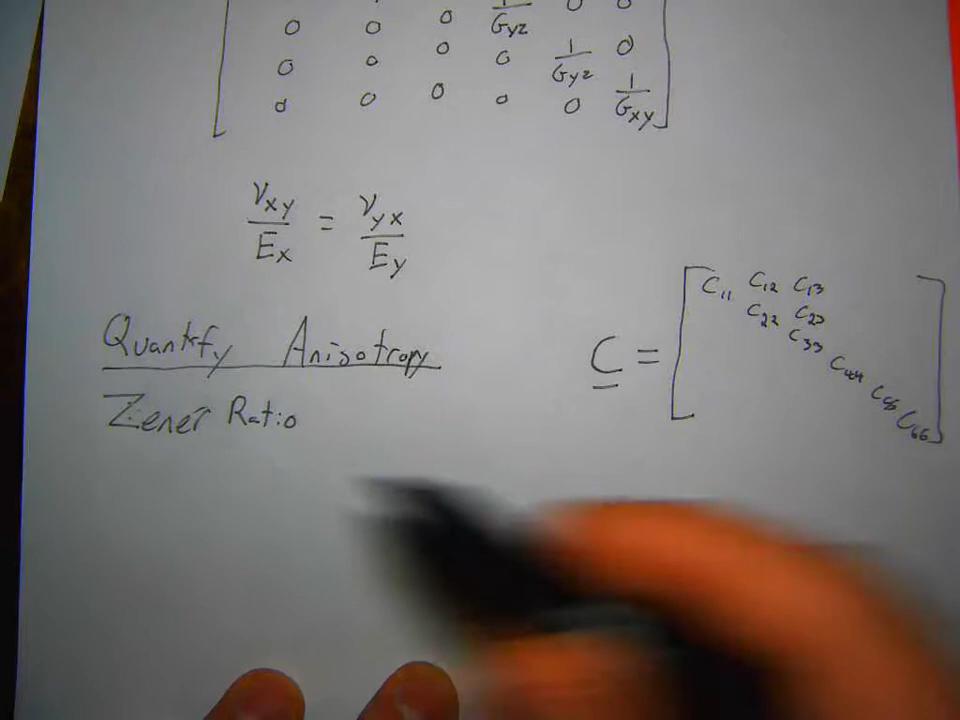 0 0 0 1/Gyz 0 0
0 0 0 0 1/Gyz 0
0 0 0 0 0 1/Gxy
νxy/Ex = νyx/Ey
Quantify Anisotropy
Zener Ratio
C = [
C11 C12 C13
C22 C23
C33
C44
C55
C66 ]